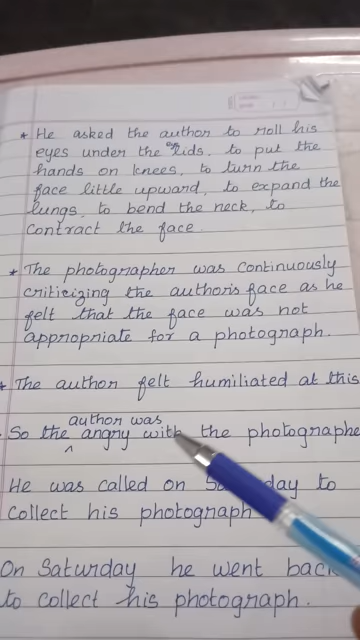 * He asked the author to roll his
eyes under the lids, to put the
hands on knees, to turn the
face little upward, to expand the
lungs, to bend the neck, to
contract the face.
* The photographer was continuously
criticizing the author's face as he
felt that the face was not
appropriate for a photograph.
* The author felt humiliated at this
author was
So the ^ angry with the photographe
He was called on day to
collect his photograph
On Saturday he went back
to collect his photograph.